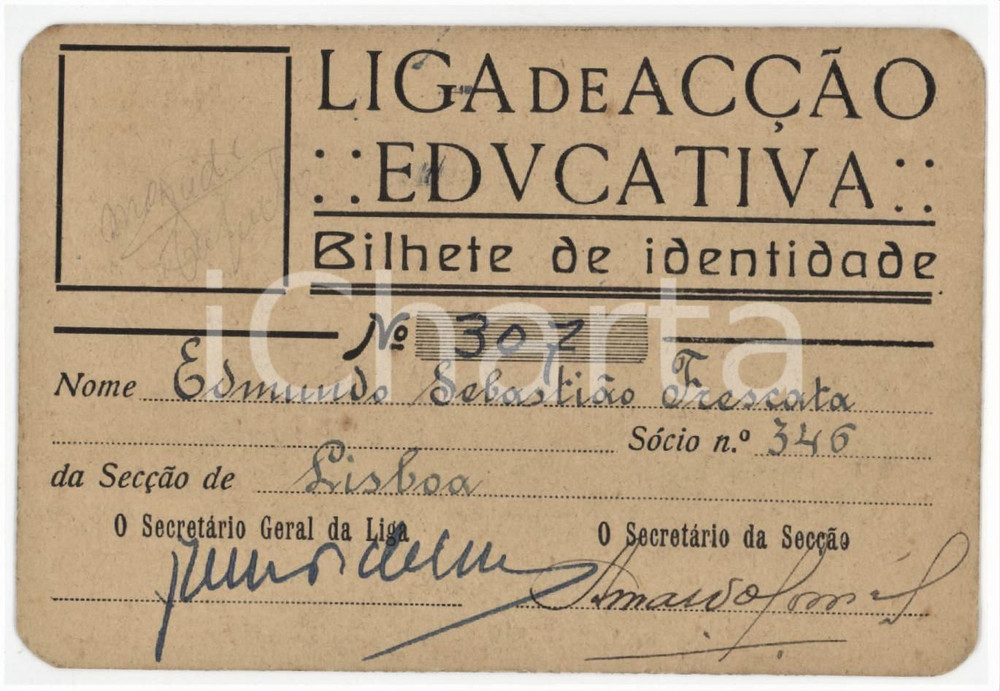 LIGA DE ACÇÃO
:: EDVCATIVA ::
Bilhete de identidade
Nº 307
Nome Edmundo Sebastião Frescata
Sócio n.º 346
da Secção de Lisboa
O Secretário Geral da Liga
O Secretário da Secção
iCharta